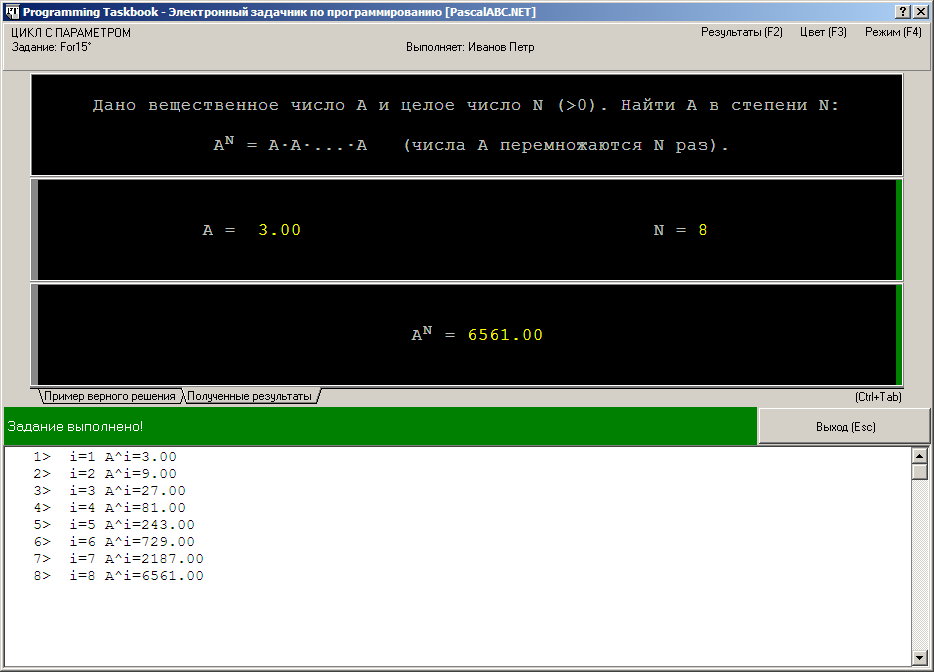 Programming Taskbook - Электронный задачник по программированию [PascalABC.NET]
ЦИКЛ С ПАРАМЕТРОМ
Результаты (F2) Цвет (F3) Режим (F4)
Задание: For15°
Выполняет: Иванов Петр
Дано вещественное число A и целое число N (>0). Найти A в степени N:
A^N = A·A·...·A (числа A перемножаются N раз).
A = 3.00 N = 8
A^N = 6561.00
Пример верного решения Полученные результаты (Ctrl+Tab)
Задание выполнено! Выход (Esc)
1> i=1 A^i=3.00
2> i=2 A^i=9.00
3> i=3 A^i=27.00
4> i=4 A^i=81.00
5> i=5 A^i=243.00
6> i=6 A^i=729.00
7> i=7 A^i=2187.00
8> i=8 A^i=6561.00